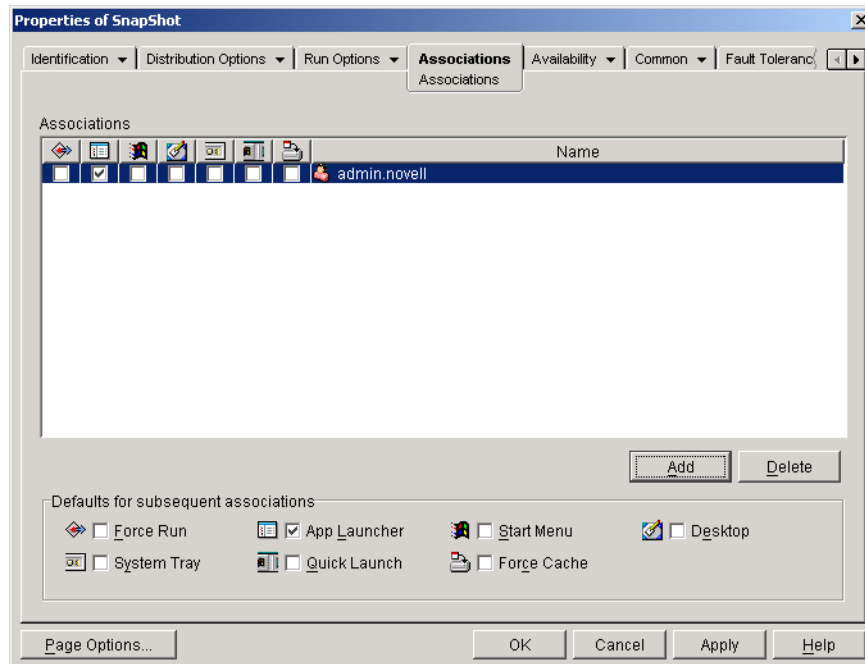 Properties of SnapShot
Identification Distribution Options Run Options Associations Availability Common Fault Toleranc
Associations
Associations
Name
admin.novell
Add Delete
Defaults for subsequent associations
Force Run App Launcher Start Menu Desktop
System Tray Quick Launch Force Cache
Page Options... OK Cancel Apply Help